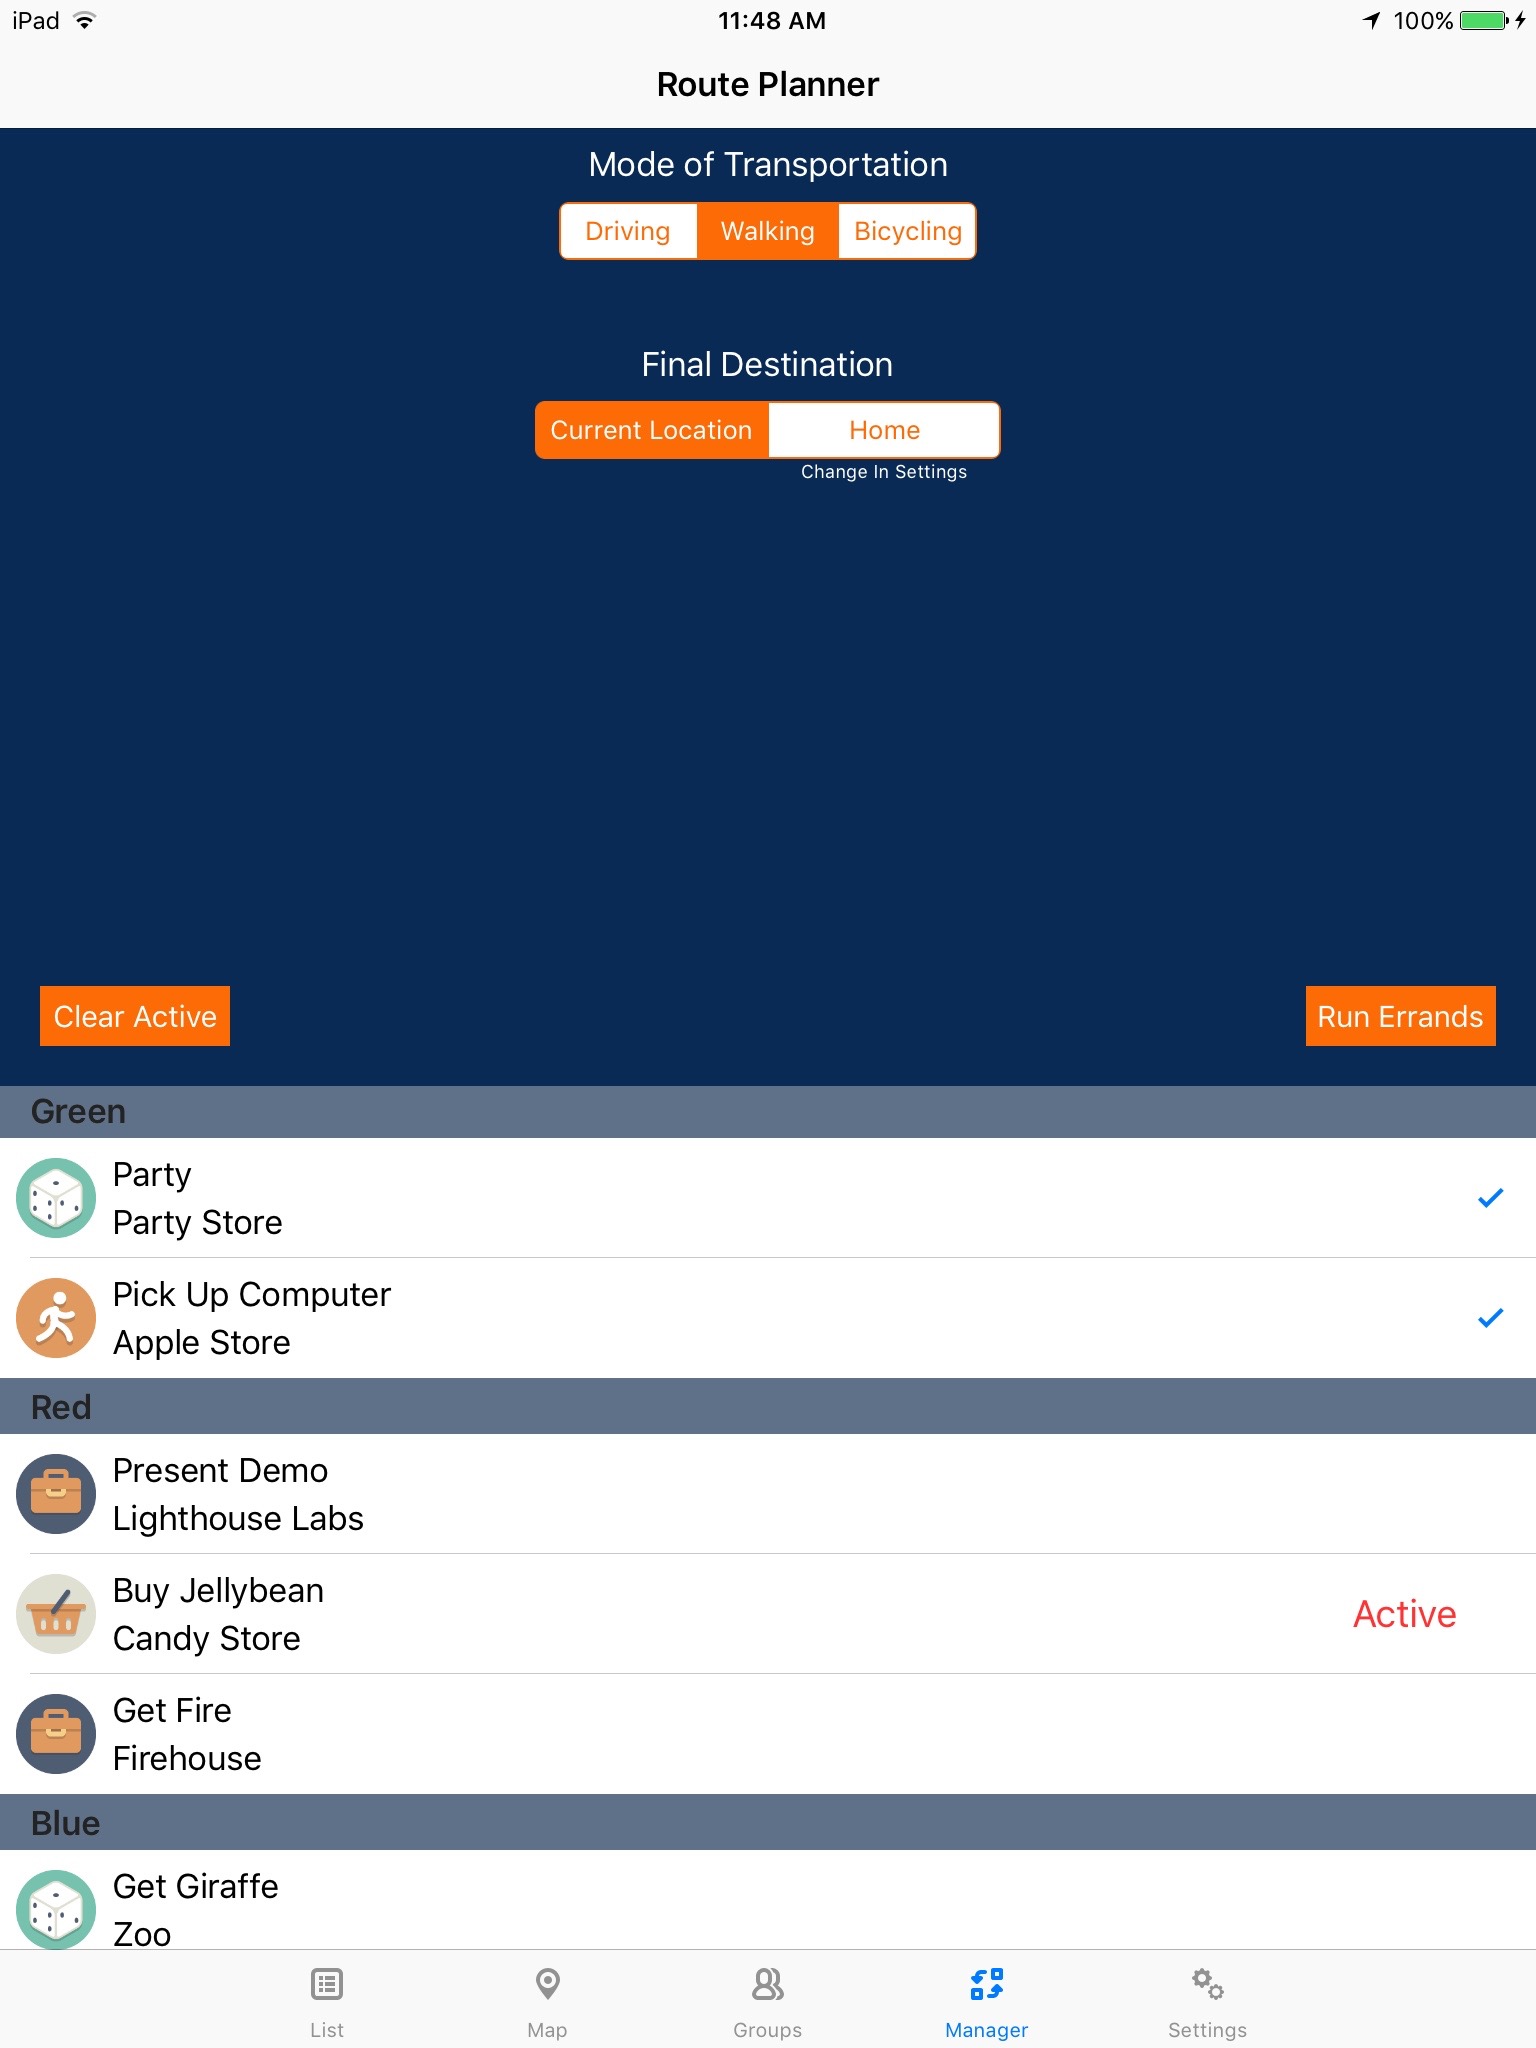 iPad 11:48 AM 100%
Route Planner
Mode of Transportation
Driving Walking Bicycling
Final Destination
Current Location Home
Change In Settings
Clear Active Run Errands
Green
Party
Party Store
Pick Up Computer
Apple Store
Red
Present Demo
Lighthouse Labs
Buy Jellybean
Candy Store
Active
Get Fire
Firehouse
Blue
Get Giraffe
Zoo
List Map Groups Manager Settings